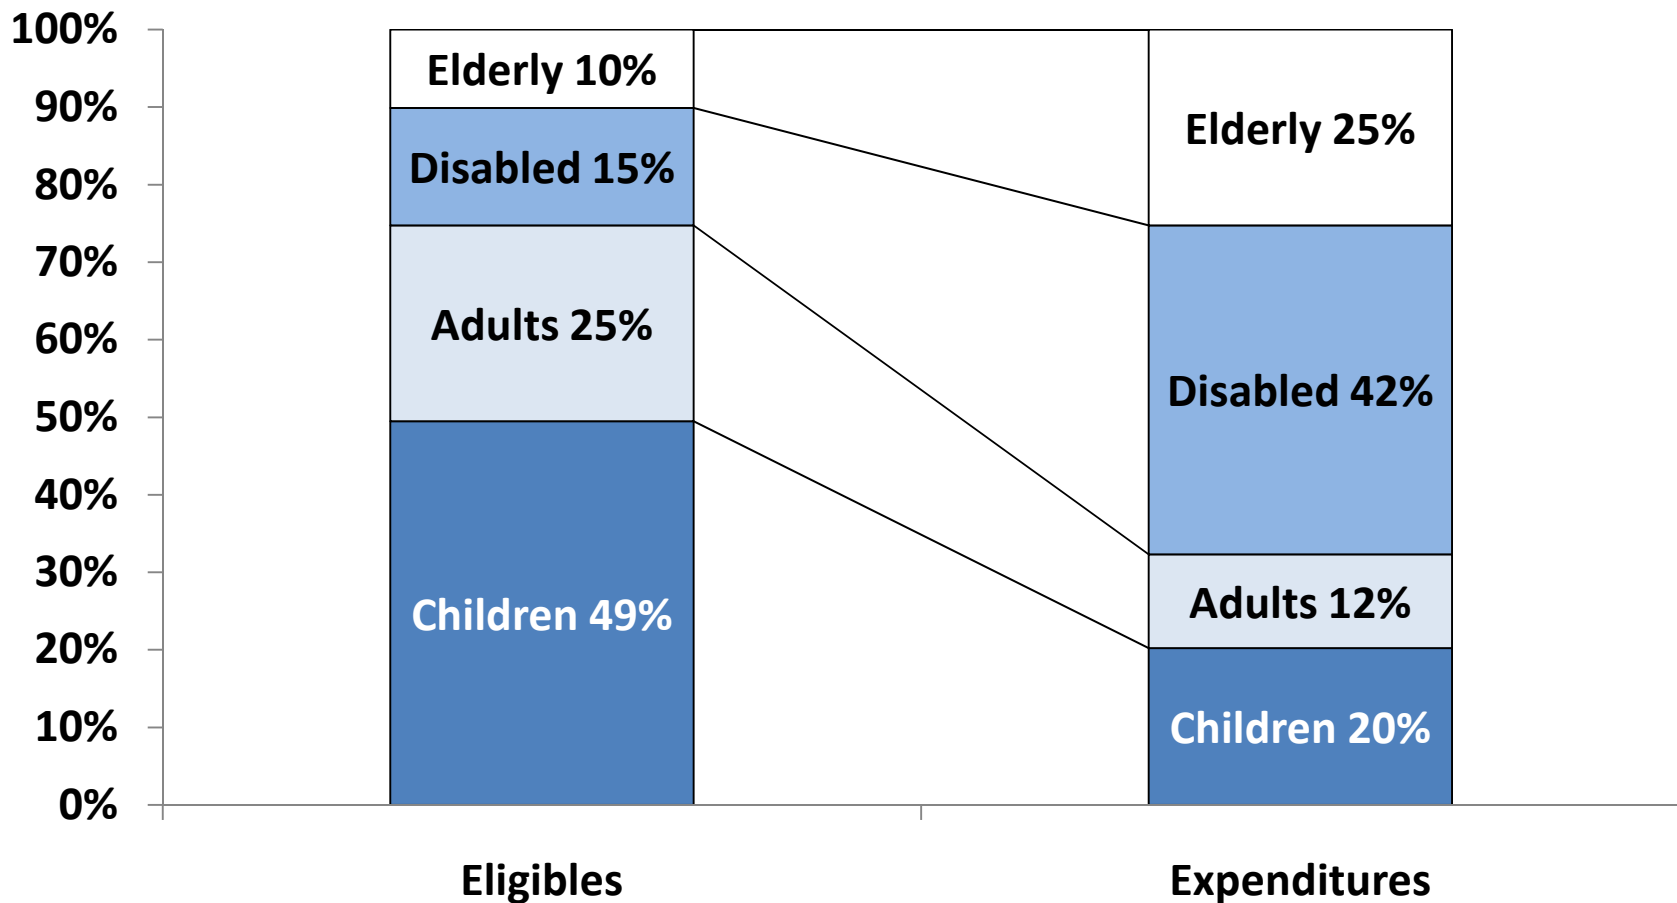 100%
90%
80%
70%
60%
50%
40%
30%
20%
10%
0%
Elderly 10%
Disabled 15%
Adults 25%
Children 49%
Elderly 25%
Disabled 42%
Adults 12%
Children 20%
Eligibles
Expenditures